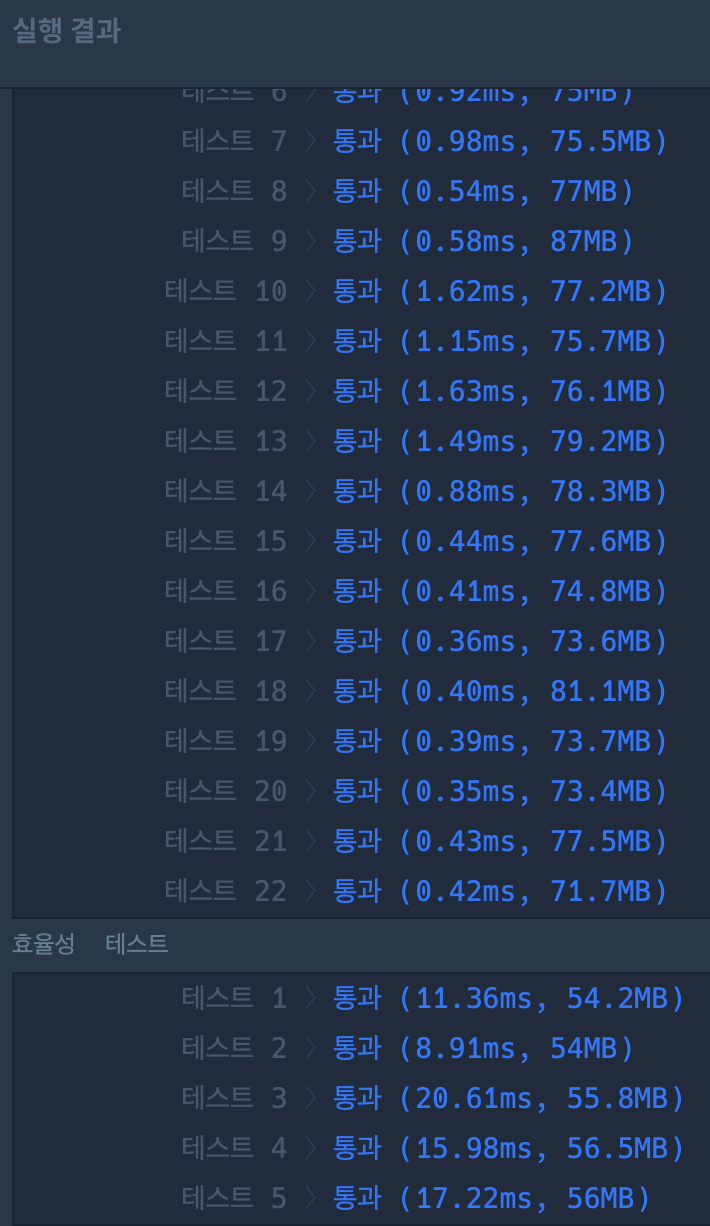 실행 결과
테스트 6 〉 통과 (0.92ms, 75MB)
테스트 7 〉 통과 (0.98ms, 75.5MB)
테스트 8 〉 통과 (0.54ms, 77MB)
테스트 9 〉 통과 (0.58ms, 87MB)
테스트 10 〉 통과 (1.62ms, 77.2MB)
테스트 11 〉 통과 (1.15ms, 75.7MB)
테스트 12 〉 통과 (1.63ms, 76.1MB)
테스트 13 〉 통과 (1.49ms, 79.2MB)
테스트 14 〉 통과 (0.88ms, 78.3MB)
테스트 15 〉 통과 (0.44ms, 77.6MB)
테스트 16 〉 통과 (0.41ms, 74.8MB)
테스트 17 〉 통과 (0.36ms, 73.6MB)
테스트 18 〉 통과 (0.40ms, 81.1MB)
테스트 19 〉 통과 (0.39ms, 73.7MB)
테스트 20 〉 통과 (0.35ms, 73.4MB)
테스트 21 〉 통과 (0.43ms, 77.5MB)
테스트 22 〉 통과 (0.42ms, 71.7MB)
효율성 테스트
테스트 1 〉 통과 (11.36ms, 54.2MB)
테스트 2 〉 통과 (8.91ms, 54MB)
테스트 3 〉 통과 (20.61ms, 55.8MB)
테스트 4 〉 통과 (15.98ms, 56.5MB)
테스트 5 〉 통과 (17.22ms, 56MB)